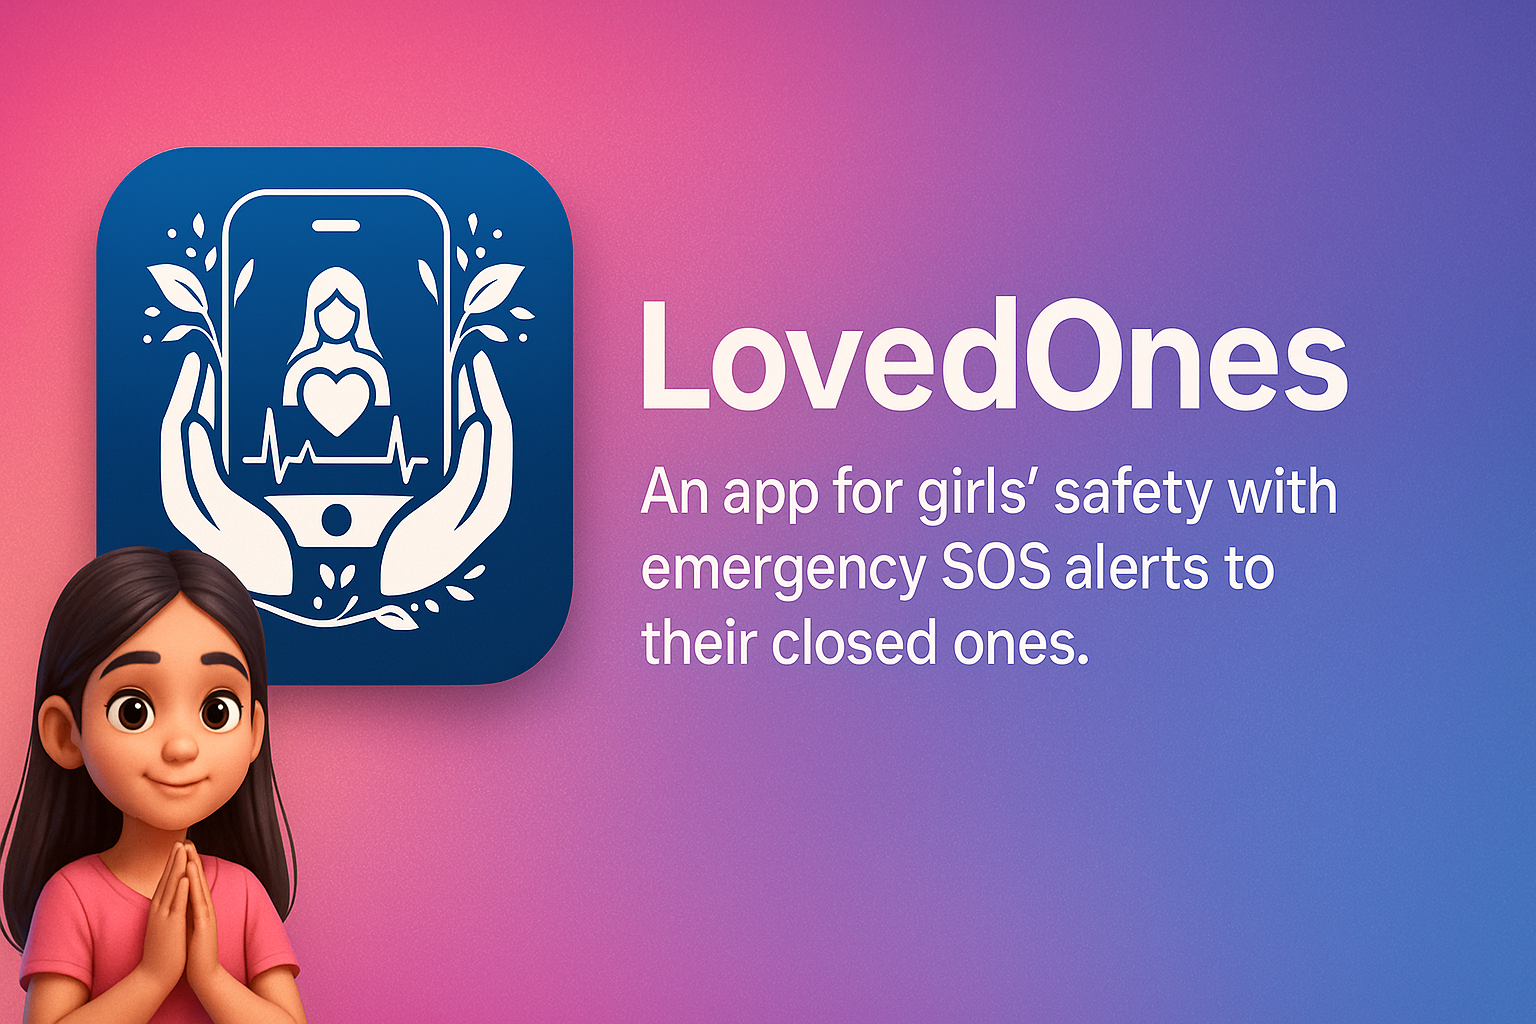 LovedOnes
An app for girls’ safety with
emergency SOS alerts to
their closed ones.